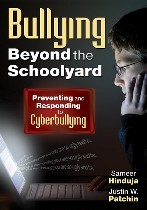 Bullying
Beyond the
Schoolyard
Preventing and
Responding
to
Cyberbullying
Sameer
Hinduja
Justin W.
Patchin